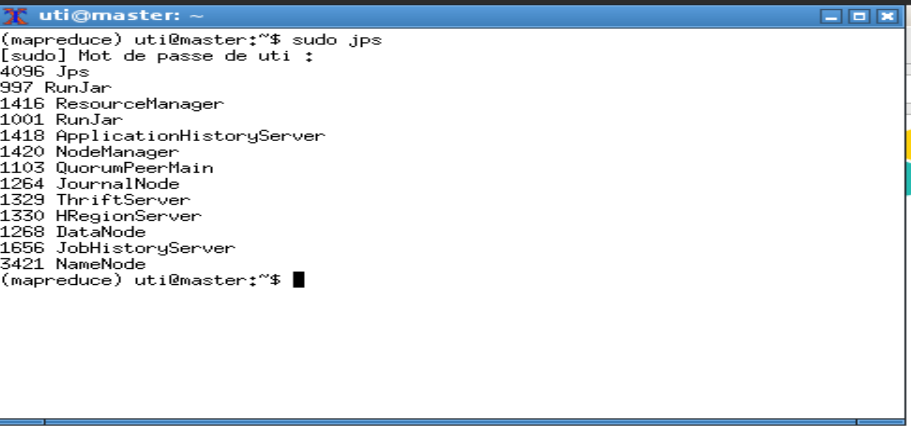 uti@master: ~
(mapreduce) uti@master:~$ sudo jps
[sudo] Mot de passe de uti :
4096 Jps
997 RunJar
1416 ResourceManager
1001 RunJar
1418 ApplicationHistoryServer
1420 NodeManager
1103 QuorumPeerMain
1264 JournalNode
1329 ThriftServer
1330 HRegionServer
1268 DataNode
1656 JobHistoryServer
3421 NameNode
(mapreduce) uti@master:~$